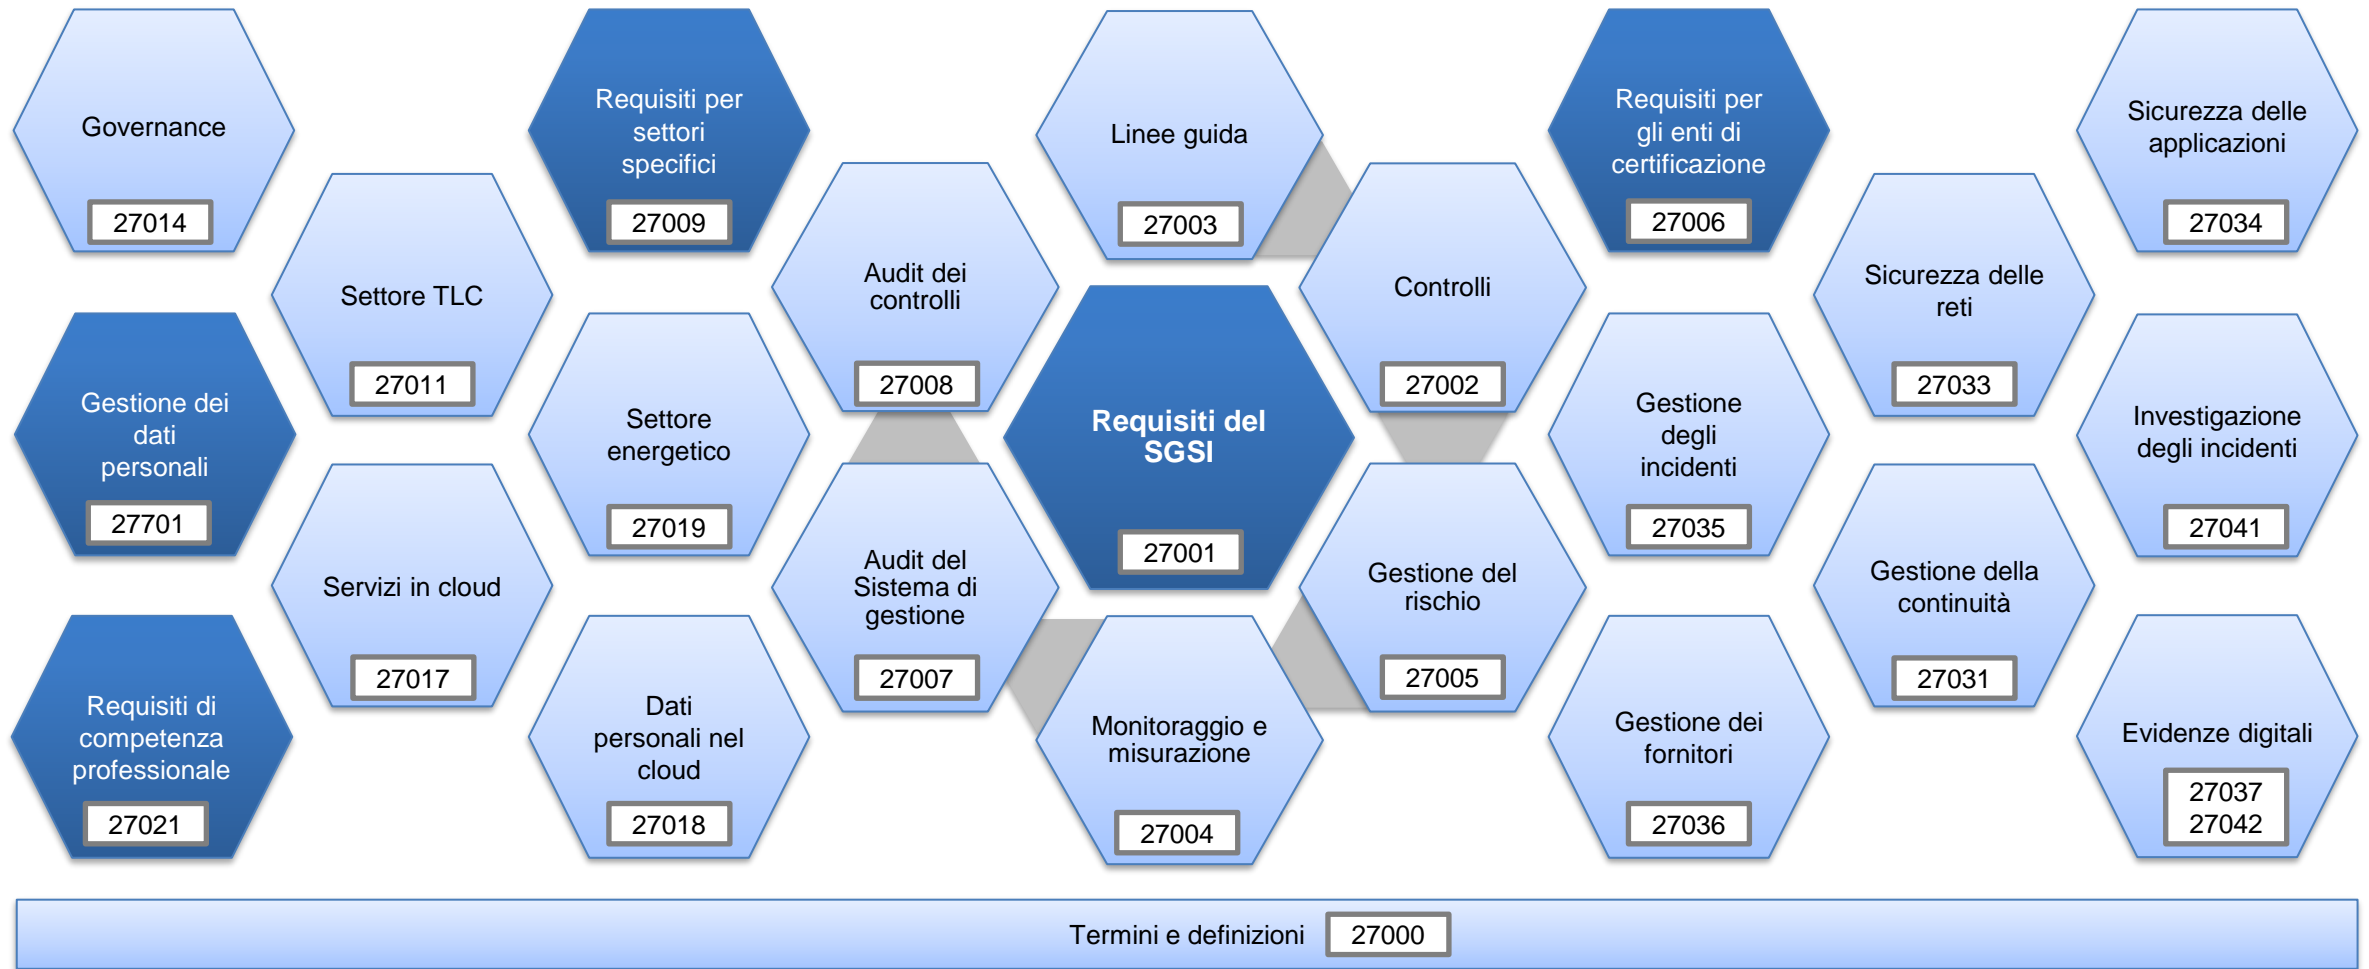 Governance
27014
Requisiti per
settori
specifici
27009
Linee guida
27003
Requisiti per
gli enti di
certificazione
27006
Sicurezza delle
applicazioni
27034
Settore TLC
27011
Audit dei
controlli
27008
Controlli
27002
Sicurezza delle
reti
27033
Gestione dei
dati
personali
27701
Settore
energetico
27019
Requisiti del
SGSI
27001
Gestione
degli
incidenti
27035
Investigazione
degli incidenti
27041
Servizi in cloud
27017
Audit del
Sistema di
gestione
27007
Gestione del
rischio
27005
Gestione della
continuità
27031
Requisiti di
competenza
professionale
27021
Dati
personali nel
cloud
27018
Monitoraggio e
misurazione
27004
Gestione dei
fornitori
27036
Evidenze digitali
27037
27042
Termini e definizioni 27000